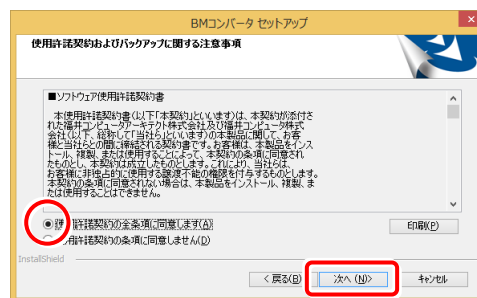 BMコンバータ セットアップ
使用許諾契約およびバックアップに関する注意事項
■ソフトウェア使用許諾契約書
本使用許諾契約書(以下「本契約」といいます)は、本契約が添付さ
れた福井コンピュータアーキテクト株式会社及び福井コンピュータ株式
会社(以下、総称して「当社ら」といいます)の本製品に関して、お客
様と当社らとの間に締結される契約書です。お客様は、本製品をインス
トール、複製、または使用することによって、本契約の条項に同意され
たものとし、本契約は成立したものとします。これにより、当社らは、
お客様に非独占的に使用する譲渡不能の権限を付与するものとします。
本契約の条項に同意されない場合は、本製品をインストール、複製、ま
たは使用することはできません。
使用許諾契約の全条項に同意します(A)
印刷(P)
用許諾契約の条項に同意しません(D)
InstallShield
< 戻る(B)
次へ (N)>
キャンセル